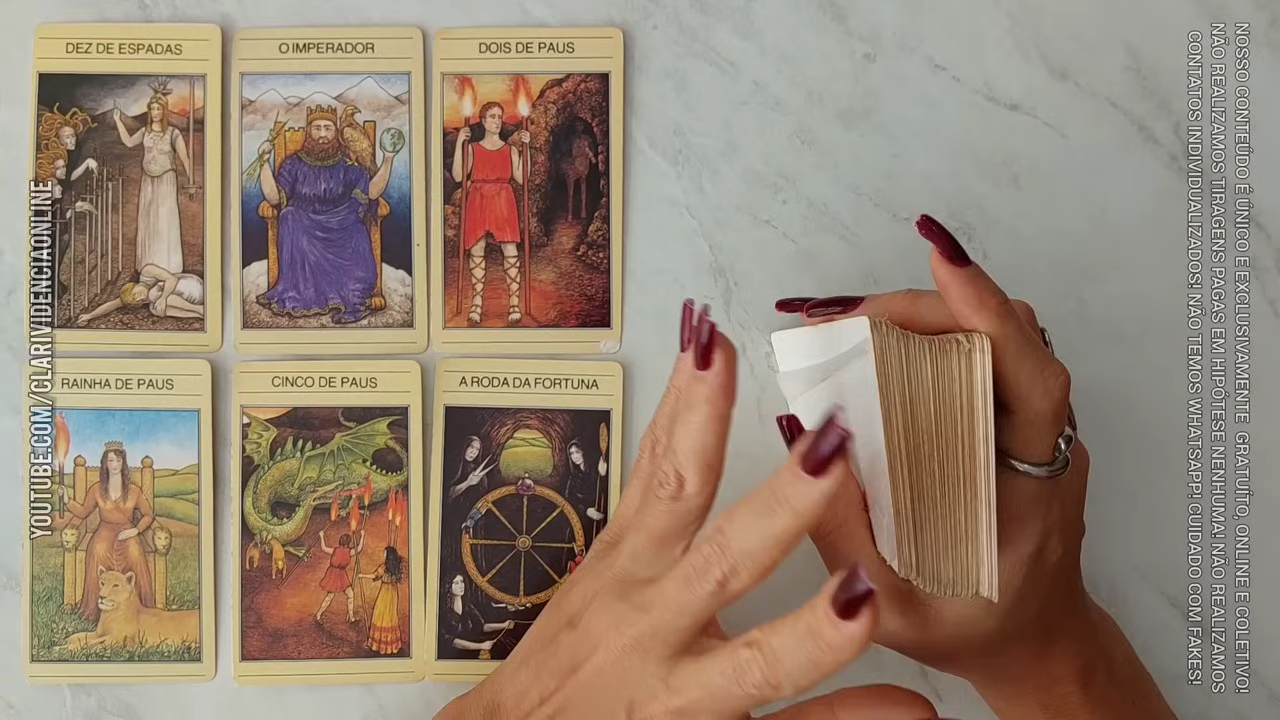 DEZ DE ESPADAS
O IMPERADOR
DOIS DE PAUS
RAINHA DE PAUS
CINCO DE PAUS
A RODA DA FORTUNA
YOUTUBE.COM/CLARIVIDENCIAONLINE
NOSSO CONTEÚDO É ÚNICO E EXCLUSIVAMENTE GRATUÍTO, ONLINE E COLETIVO!
NÃO REALIZAMOS TIRAGENS PAGAS EM HIPÓTESE NENHUMA! NÃO REALIZAMOS
CONTATOS INDIVIDUALIZADOS! NÃO TEMOS WHATSAPP! CUIDADO COM FAKES!